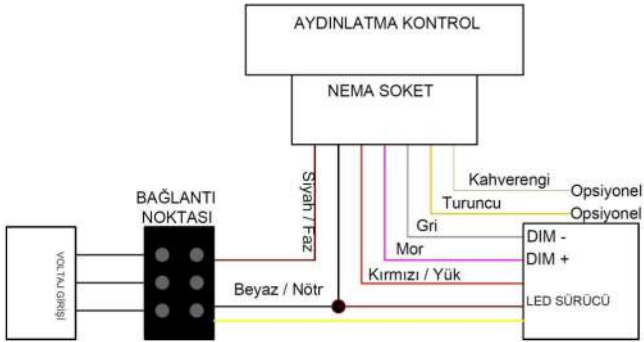 AYDINLATMA KONTROL
NEMA SOKET
Siyah / Faz
Kahverengi
Opsiyonel
Turuncu
Opsiyonel
BAĞLANTI
NOKTASI
Gri
DIM -
Mor
DIM +
VOLTAJ GİRİŞİ
Kırmızı / Yük
Beyaz / Nötr
LED SÜRÜCÜ